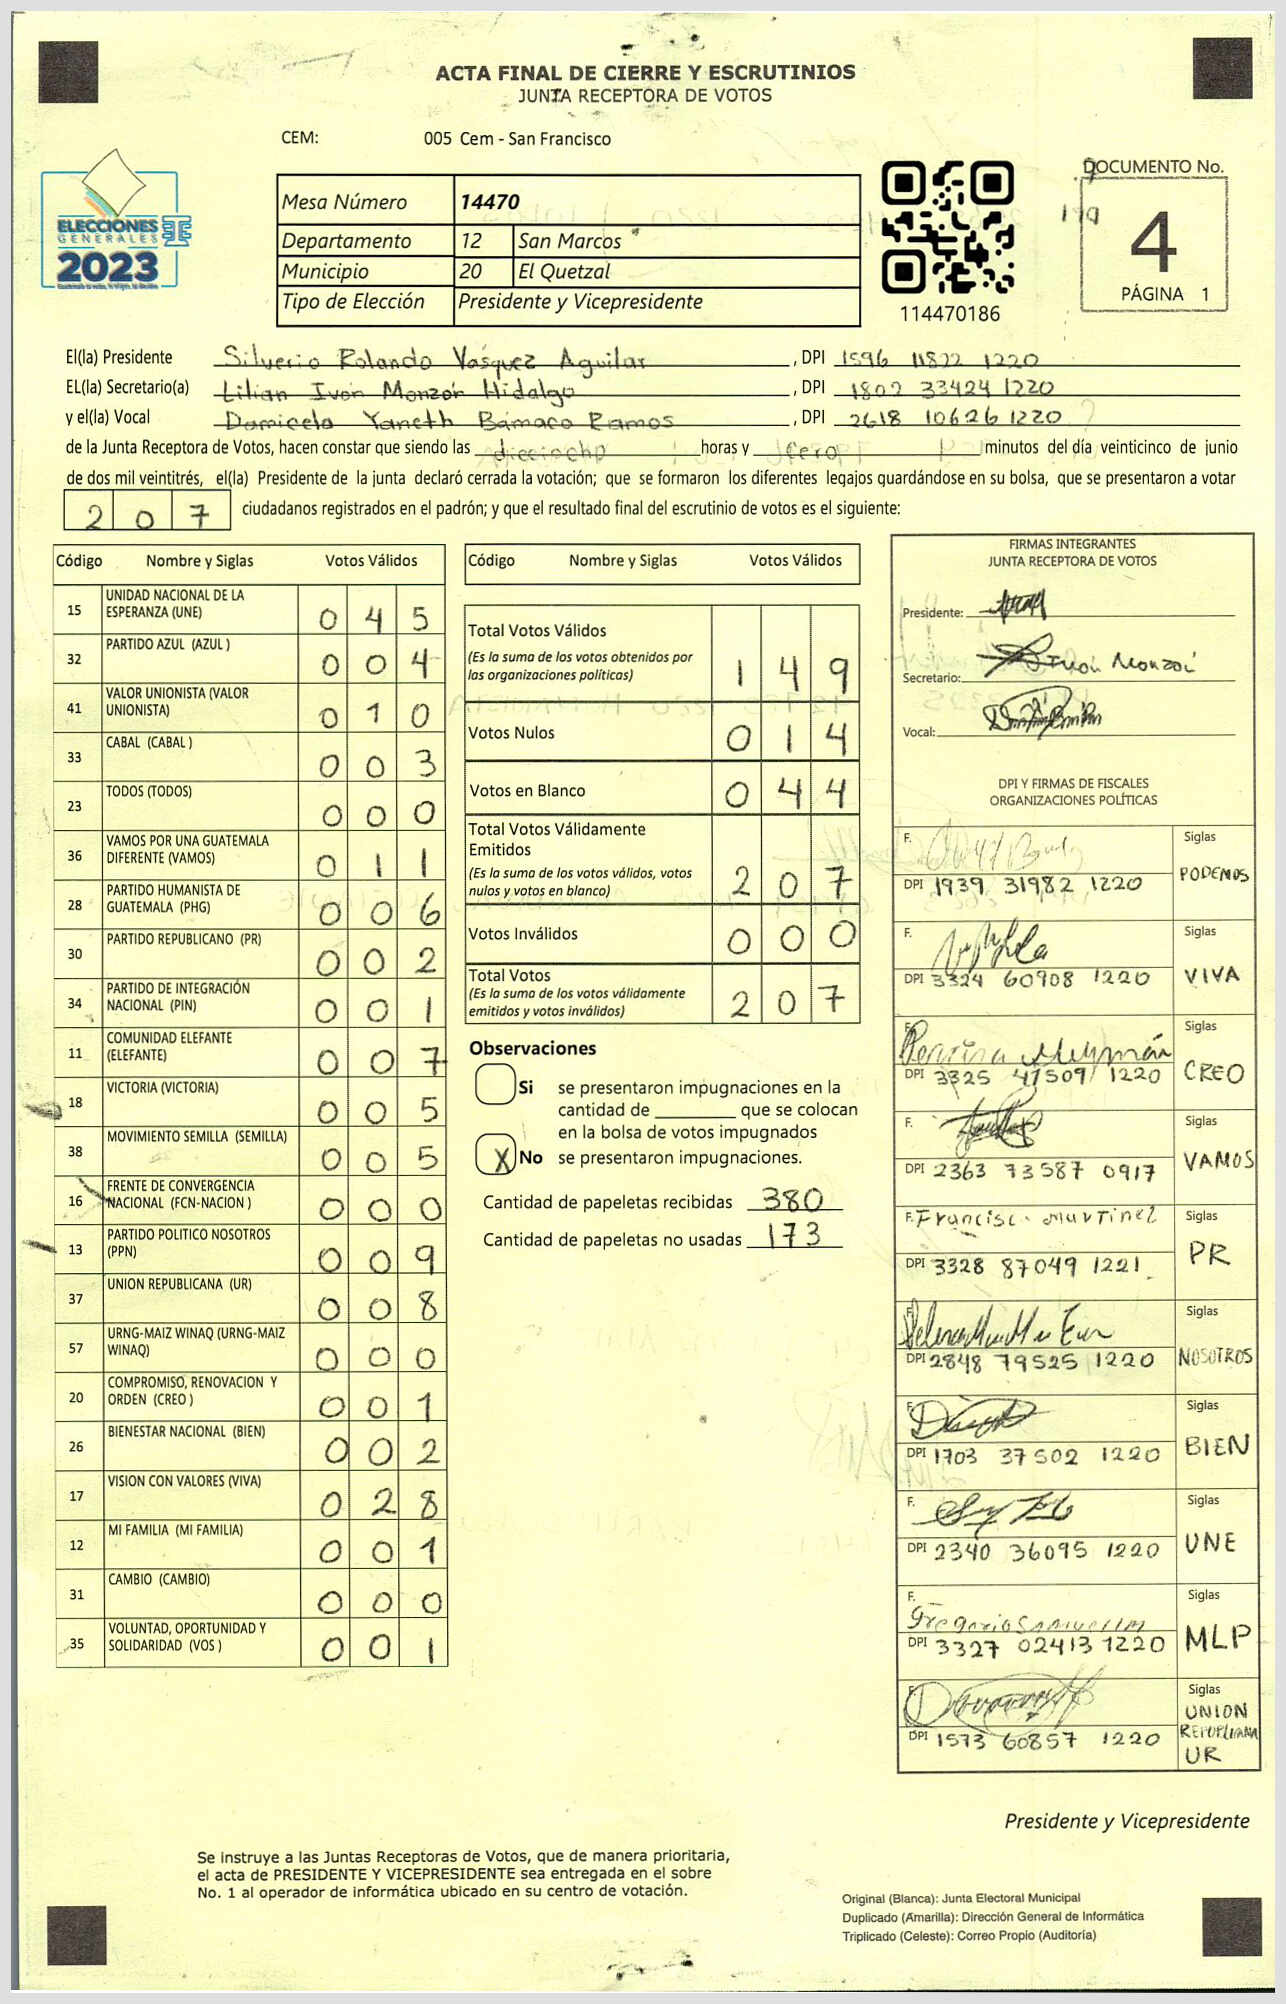 ACTA FINAL DE CIERRE Y ESCRUTINIOS
JUNTA RECEPTORA DE VOTOS
CEM: 005 Cem - San Francisco
ELECCIONES
GENERALES
2023
Mesa Número 14470
Departamento 12 San Marcos
Municipio 20 El Quetzal
Tipo de Elección Presidente y Vicepresidente
114470186
DOCUMENTO No.
4
PÁGINA 1
El(la) Presidente Silverio Rolando Vasquez Aguilar, DPI 1596 11822 1220
EL(la) Secretario(a) Lilian Ivon Monzón Hidalgo, DPI 1802 33424 1220
y el(la) Vocal Damicela Yaneth Bámaca Ramos, DPI 2618 10626 1220
de la Junta Receptora de Votos, hacen constar que siendo las dieciocho horas y cero minutos del día veinticinco de junio
de dos mil veintitrés, el(la) Presidente de la junta declaró cerrada la votación; que se formaron los diferentes legajos guardándose en su bolsa, que se presentaron a votar
207 ciudadanos registrados en el padrón; y que el resultado final del escrutinio de votos es el siguiente:
Código Nombre y Siglas Votos Válidos
15 UNIDAD NACIONAL DE LA ESPERANZA (UNE) 0 4 5
32 PARTIDO AZUL (AZUL ) 0 0 4
41 VALOR UNIONISTA (VALOR UNIONISTA) 0 1 0
33 CABAL (CABAL ) 0 0 3
23 TODOS (TODOS) 0 0 0
36 VAMOS POR UNA GUATEMALA DIFERENTE (VAMOS) 0 1 1
28 PARTIDO HUMANISTA DE GUATEMALA (PHG) 0 0 6
30 PARTIDO REPUBLICANO (PR) 0 0 2
34 PARTIDO DE INTEGRACIÓN NACIONAL (PIN) 0 0 1
11 COMUNIDAD ELEFANTE (ELEFANTE) 0 0 7
18 VICTORIA (VICTORIA) 0 0 5
38 MOVIMIENTO SEMILLA (SEMILLA) 0 0 5
16 FRENTE DE CONVERGENCIA NACIONAL (FCN-NACION ) 0 0 0
13 PARTIDO POLITICO NOSOTROS (PPN) 0 0 9
37 UNION REPUBLICANA (UR) 0 0 8
57 URNG-MAIZ WINAQ (URNG-MAIZ WINAQ) 0 0 0
20 COMPROMISO, RENOVACION Y ORDEN (CREO ) 0 0 1
26 BIENESTAR NACIONAL (BIEN) 0 0 2
17 VISION CON VALORES (VIVA) 0 2 8
12 MI FAMILIA (MI FAMILIA) 0 0 1
31 CAMBIO (CAMBIO) 0 0 0
35 VOLUNTAD, OPORTUNIDAD Y SOLIDARIDAD (VOS ) 0 0 1
Código Nombre y Siglas Votos Válidos
Total Votos Válidos
(Es la suma de los votos obtenidos por
las organizaciones políticas) 1 4 9
Votos Nulos 0 1 4
Votos en Blanco 0 4 4
Total Votos Válidamente
Emitidos
(Es la suma de los votos válidos, votos
nulos y votos en blanco) 2 0 7
Votos Inválidos 0 0 0
Total Votos
(Es la suma de los votos válidamente
emitidos y votos inválidos) 2 0 7
Observaciones
Si se presentaron impugnaciones en la
cantidad de ________ que se colocan
en la bolsa de votos impugnados
X No se presentaron impugnaciones.
Cantidad de papeletas recibidas 380
Cantidad de papeletas no usadas 173
FIRMAS INTEGRANTES
JUNTA RECEPTORA DE VOTOS
Presidente:
Secretario: Ivon Monzón
Vocal:
DPI Y FIRMAS DE FISCALES
ORGANIZACIONES POLÍTICAS
F. Siglas
DPI 1939 31982 1220 PODEMOS
F. Siglas
DPI 3324 60908 1220 VIVA
F. Siglas
DPI 3325 47509 1220 CREO
F. Siglas
DPI 2363 73587 0917 VAMOS
F. Francisco Martinez Siglas
DPI 3328 87049 1221 PR
F. Siglas
DPI 2848 79525 1220 NOSOTROS
F. Siglas
DPI 1703 37502 1220 BIEN
F. Siglas
DPI 2340 36095 1220 UNE
F. Siglas
DPI 3327 02413 1220 MLP
F. Siglas
DPI 1573 60857 1220 UNION
REPUPLIANA
UR
Presidente y Vicepresidente
Se instruye a las Juntas Receptoras de Votos, que de manera prioritaria,
el acta de PRESIDENTE Y VICEPRESIDENTE sea entregada en el sobre
No. 1 al operador de informática ubicado en su centro de votación.
Original (Blanca): Junta Electoral Municipal
Duplicado (Amarilla): Dirección General de Informática
Triplicado (Celeste): Correo Propio (Auditoría)